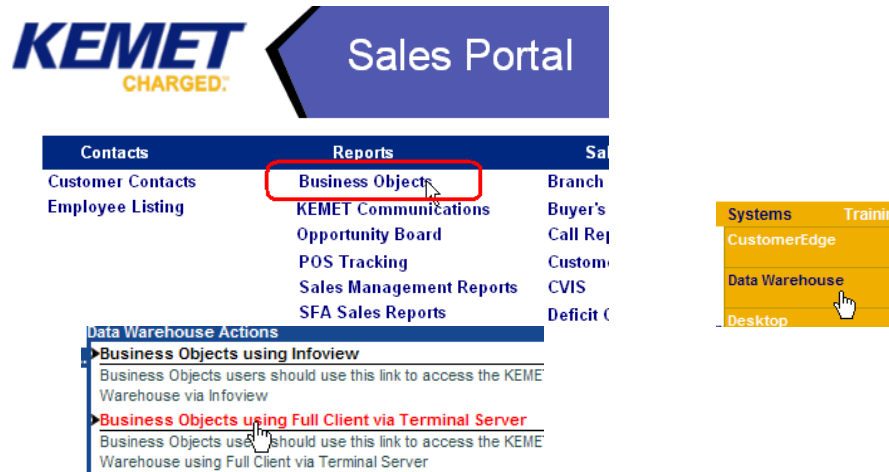 KEMET
CHARGED.™
Sales Portal
Contacts Reports
Customer Contacts Business Objects Branch
Employee Listing KEMET Communications Buyer's
Opportunity Board Call
POS Tracking
Sales Management Reports CVIS
SFA Sales Reports Deficit
Systems
CustomerEdge
Data Warehouse
Desktop
Data Warehouse Actions
Business Objects using Infoview
Business Objects users should use this link to access the
Warehouse via Infoview
Business Objects using Full Client via Terminal Server
Business Objects users should use this link to access the
Warehouse using Full Client via Terminal Server